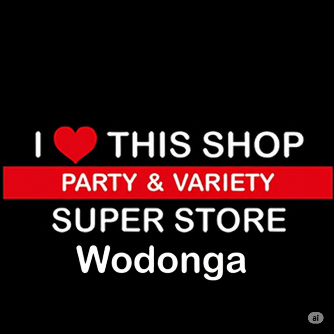 I ❤ THIS SHOP
PARTY & VARIETY
SUPER STORE
Wodonga
ai